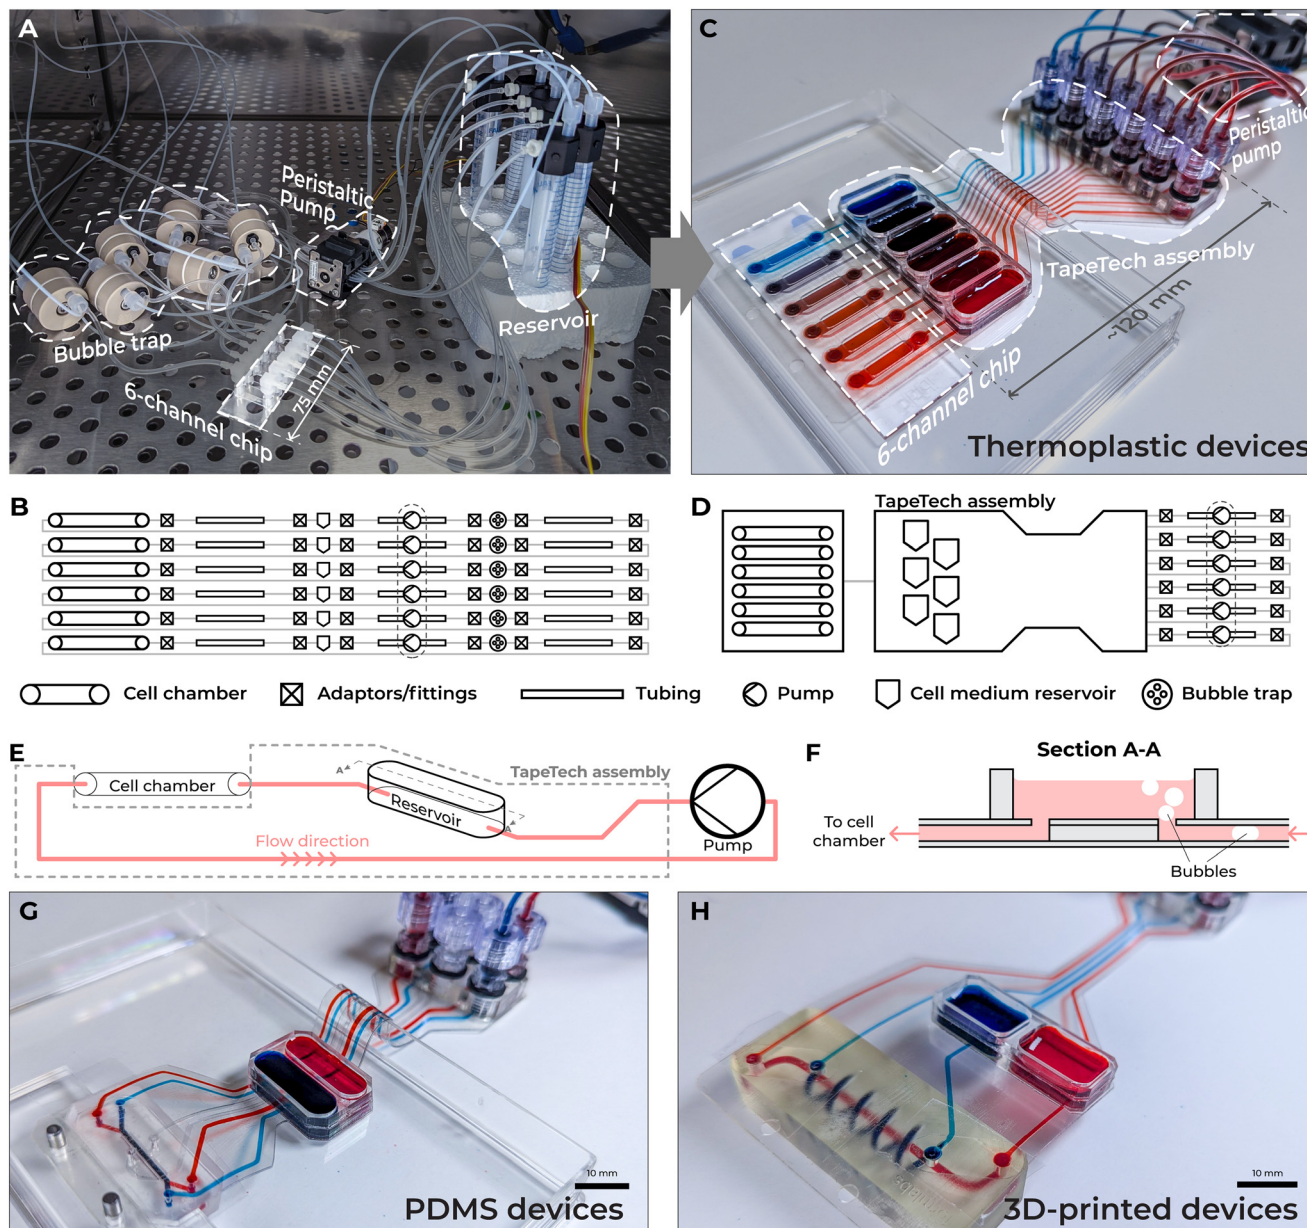 A
Peristaltic
Pump
Bubble trap
Reservoir
75 mm
6-channel chip
C
Peristaltic
pump
TapeTech assembly
~120 mm
6-channel chip
Thermoplastic devices
B
D
TapeTech assembly
Cell chamber
Adaptors/fittings
Tubing
Pump
Cell medium reservoir
Bubble trap
E
Cell chamber
A
Reservoir
A
TapeTech assembly
Flow direction
Pump
F
Section A-A
To cell
chamber
Bubbles
G
10 mm
PDMS devices
H
10 mm
3D-printed devices